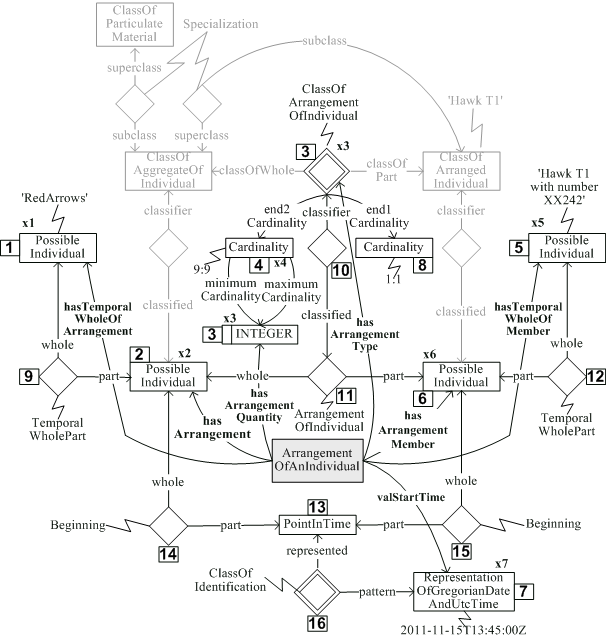 ClassOf
Particulate
Material
Specialization
superclass
subclass
subclass
superclass
ClassOf
Arrangement
OfIndividual
'Hawk T1'
3
x3
ClassOf
AggregateOf
Individual
classOfWhole
classOf
Part
ClassOf
Arranged
Individual
'RedArrows'
x1
1
Possible
Individual
classifier
end2
Cardinality
classifier
end1
Cardinality
classifier
'Hawk T1
with number
XX242'
x5
5
Possible
Individual
Cardinality
4
x4
9:9
10
Cardinality
8
1:1
minimum
Cardinality
maximum
Cardinality
hasTemporal
WholeOf
Arrangement
classified
classified
has
Arrangement
Type
classified
hasTemporal
WholeOf
Member
x3
3
INTEGER
whole
whole
2
x2
Possible
Individual
x6
Possible
Individual
6
9
part
whole
11
part
part
12
Temporal
WholePart
has
Arrangement
has
Arrangement
Quantity
Arrangement
OfIndividual
has
Arrangement
Member
Temporal
WholePart
Arrangement
OfAnIndividual
whole
whole
valStartTime
13
Beginning
part
PointInTime
part
Beginning
14
15
represented
ClassOf
Identification
16
pattern
x7
Representation
OfGregorianDate
AndUtcTime
7
2011-11-15T13:45:00Z